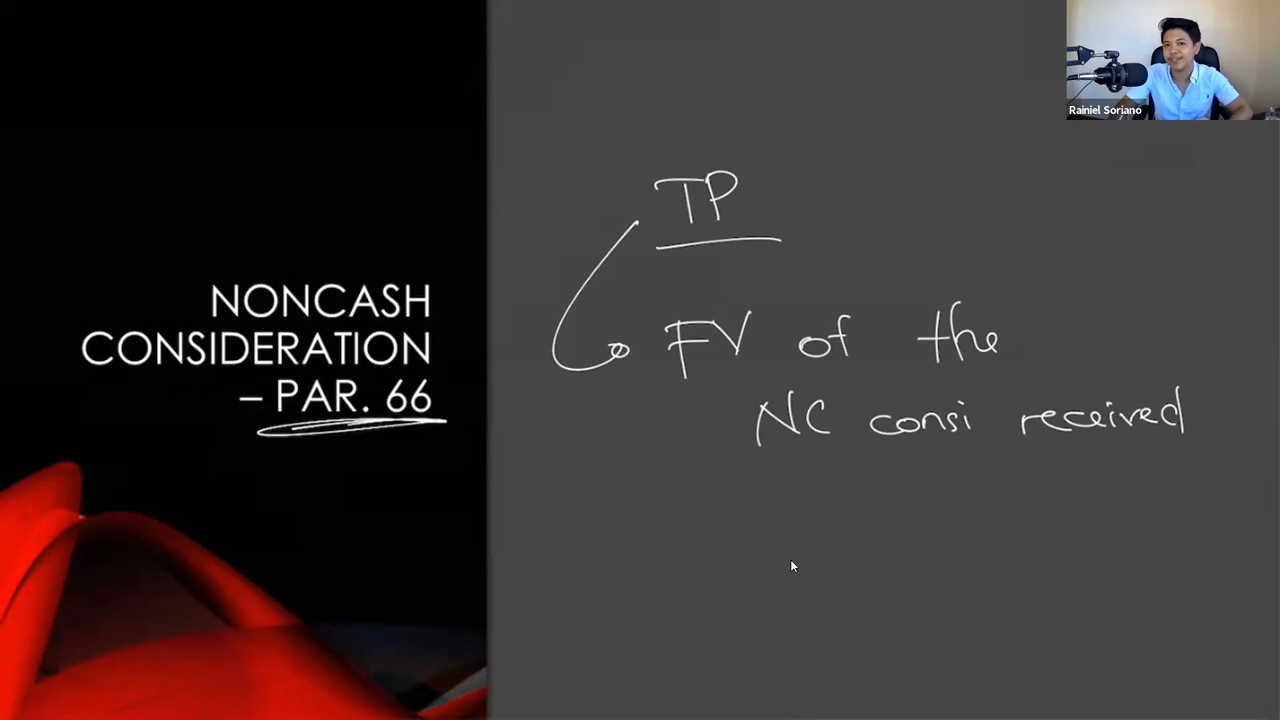 NONCASH
CONSIDERATION
– PAR. 66
TP
FV of the
NC consi received
Rainiel Soriano